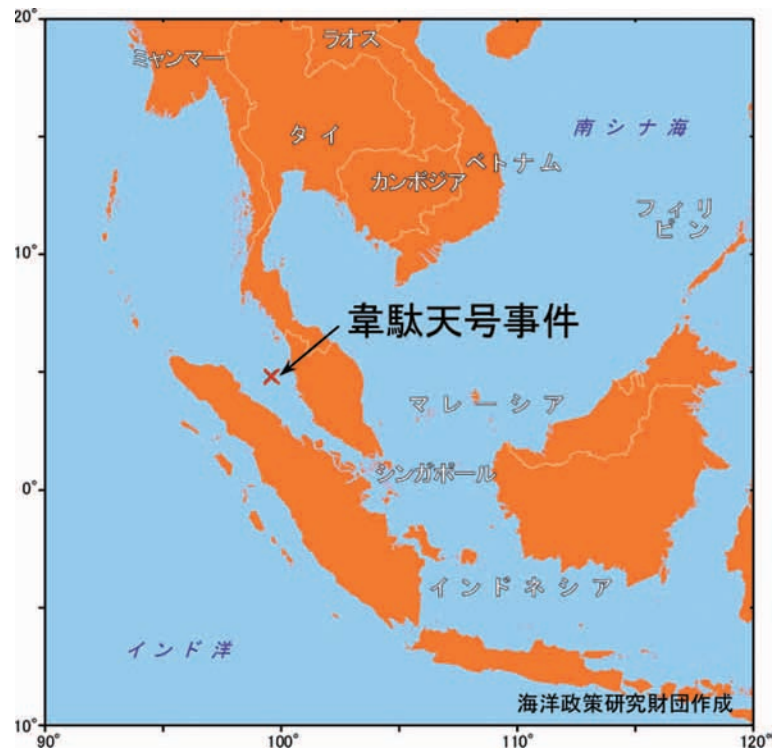 20°
ラオス
ミャンマー
南シナ海
タイ
ベトナム
カンボジア
フィリ
ピン
10°
韋駄天号事件
マレーシア
シンガポール
0°
インドネシア
インド洋
海洋政策研究財団作成
10°
90°
100°
110°
120°